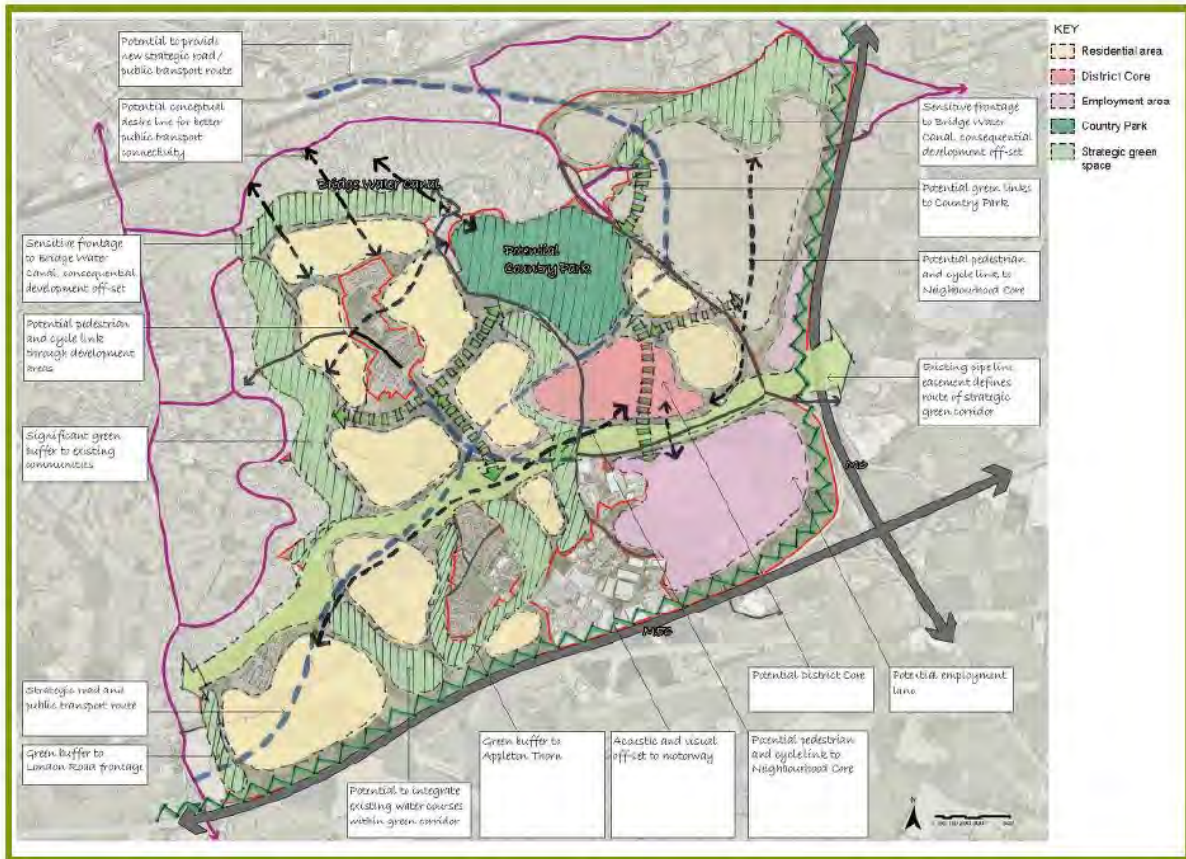 Potential to provide
new strategic road/
public transport route
Potential conceptual
desire line for better
public transport
connectivity
Sensitive frontage
to Bridge Water
Canal, consequential
development off-set
Potential pedestrian
and cycle link
through development
areas
Significant green
buffer to existing
communities
Strategic road and
public transport route
Green buffer to
London Road frontage
Bridge Water Canal
Potential
Country Park
M6
M56
Potential to integrate
existing water courses
within green corridor
Green buffer to
Appleton Thorn
Acoustic and visual
off-set to motorway
Potential pedestrian
and cycle link to
Neighbourhood Core
Potential District Core
Potential employment
land
Sensitive frontage
to Bridge Water
Canal, consequential
development off-set
Potential green links
to Country Park
Potential pedestrian
and cycle link to
Neighbourhood Core
Existing pipe line
easement defines
route of strategic
green corridor
KEY
Residential area
District Core
Employment area
Country Park
Strategic green
space
N